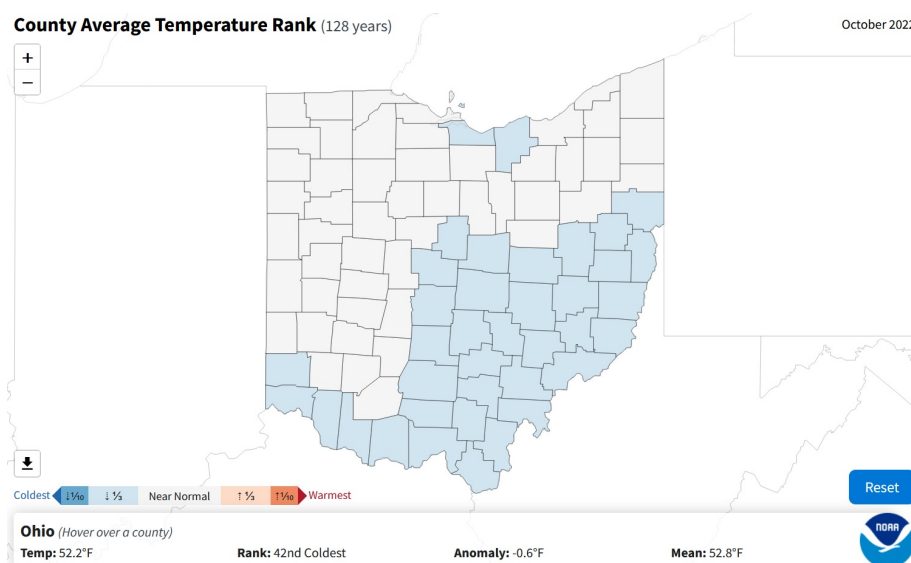 County Average Temperature Rank (128 years)
October 2022
+
−
Coldest ↓⅒ ↓⅓ Near Normal ↑⅓ ↑⅒ Warmest
Reset
Ohio (Hover over a county)
NOAA
Temp: 52.2°F Rank: 42nd Coldest Anomaly: -0.6°F Mean: 52.8°F